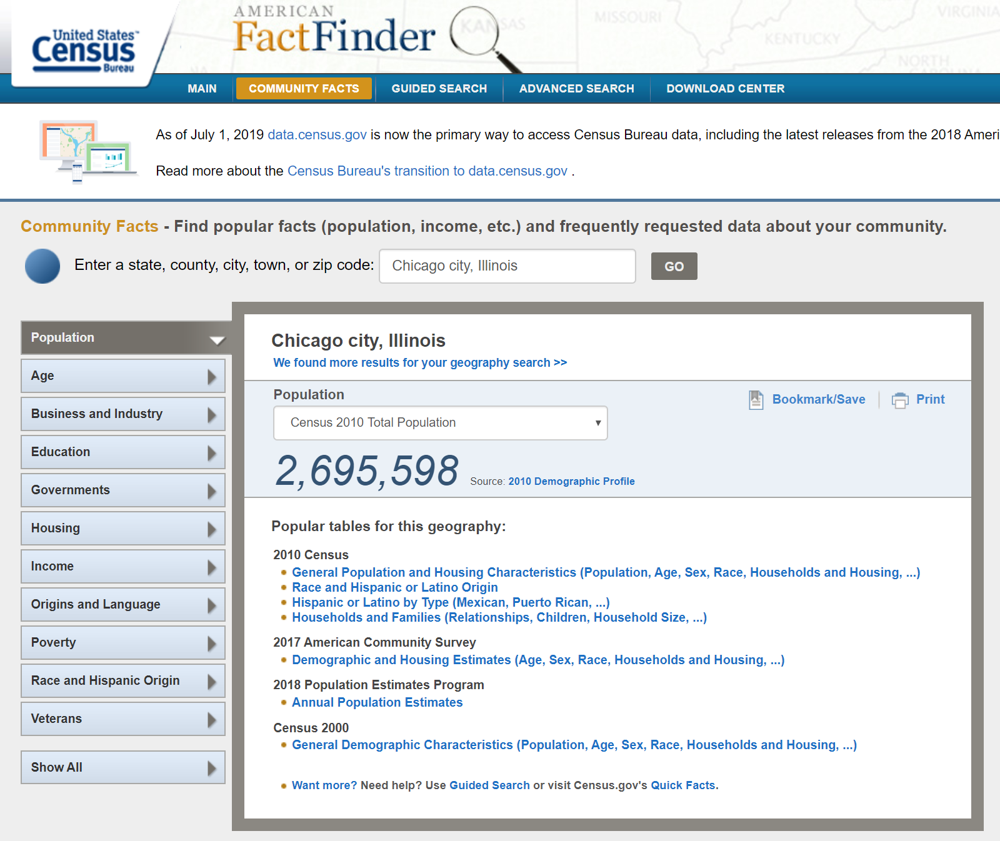 United States™
Census
Bureau
AMERICAN
FactFinder
KANSAS
MISSOURI
KENTUCKY
VIRGINIA
NORTH
CAROLINA
MAIN
COMMUNITY FACTS
GUIDED SEARCH
ADVANCED SEARCH
DOWNLOAD CENTER
As of July 1, 2019 data.census.gov is now the primary way to access Census Bureau data, including the latest releases from the 2018 Ameri
Read more about the Census Bureau's transition to data.census.gov .
Community Facts - Find popular facts (population, income, etc.) and frequently requested data about your community.
Enter a state, county, city, town, or zip code: Chicago city, Illinois GO
Population
Age
Business and Industry
Education
Governments
Housing
Income
Origins and Language
Poverty
Race and Hispanic Origin
Veterans
Show All
Chicago city, Illinois
We found more results for your geography search >>
Population
Bookmark/Save
Print
Census 2010 Total Population
2,695,598 Source: 2010 Demographic Profile
Popular tables for this geography:
2010 Census
General Population and Housing Characteristics (Population, Age, Sex, Race, Households and Housing, ...)
Race and Hispanic or Latino Origin
Hispanic or Latino by Type (Mexican, Puerto Rican, ...)
Households and Families (Relationships, Children, Household Size, ...)
2017 American Community Survey
Demographic and Housing Estimates (Age, Sex, Race, Households and Housing, ...)
2018 Population Estimates Program
Annual Population Estimates
Census 2000
General Demographic Characteristics (Population, Age, Sex, Race, Households and Housing, ...)
Want more? Need help? Use Guided Search or visit Census.gov's Quick Facts.